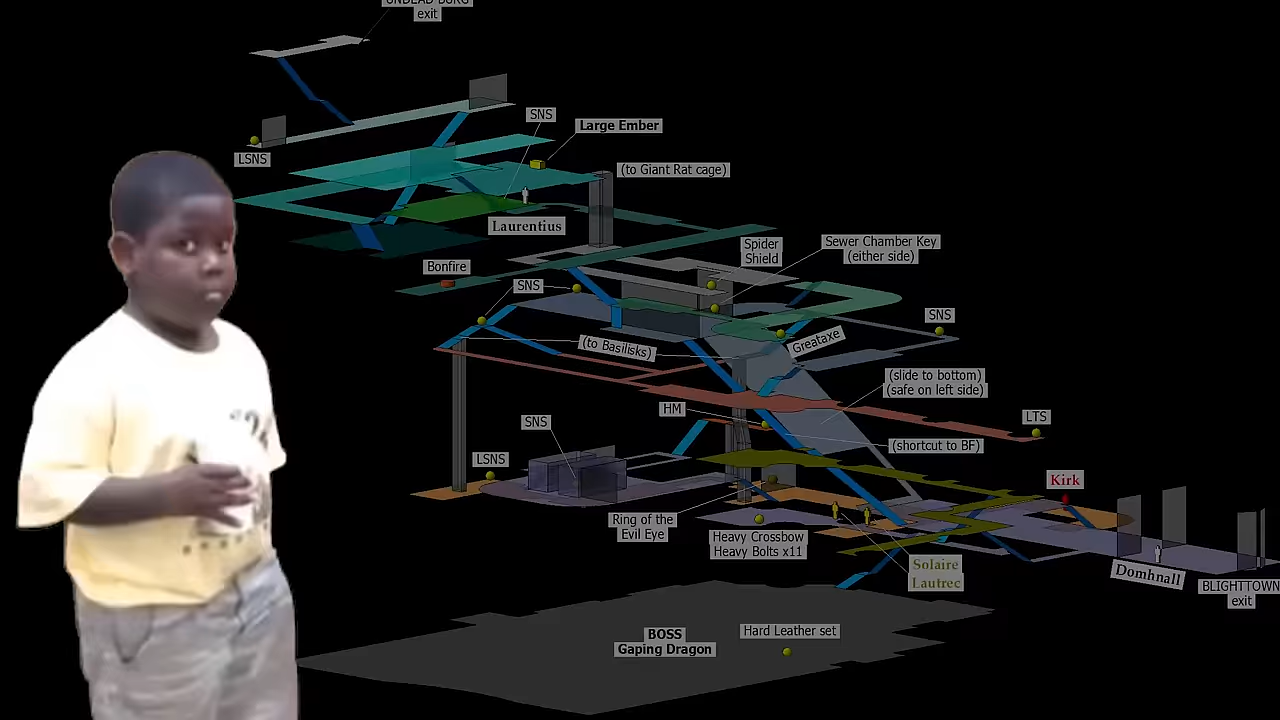 UNDEAD BURG
exit
SNS
Large Ember
LSNS
(to Giant Rat cage)
Laurentius
Spider
Shield
Sewer Chamber Key
(either side)
Bonfire
SNS
SNS
(to Basilisks)
Greataxe
(slide to bottom)
(safe on left side)
HM
LTS
SNS
(shortcut to BF)
LSNS
Kirk
Ring of the
Evil Eye
Heavy Crossbow
Heavy Bolts x11
Solaire
Lautrec
Domhnall
BLIGHTTOWN
exit
BOSS
Gaping Dragon
Hard Leather set